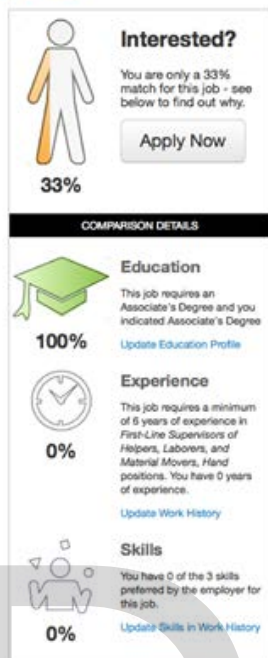 Interested?
You are only a 33%
match for this job - see
below to find out why.
Apply Now
33%
COMPARISON DETAILS
Education
This job requires an
Associate's Degree and you
indicated Associate's Degree
100%
Update Education Profile
Experience
This job requires a minimum
of 6 years of experience in
First-Line Supervisors of
Helpers, Laborers, and
Material Movers, Hand
positions. You have 0 years
of experience.
0%
Update Work History
Skills
You have 0 of the 3 skills
preferred by the employer for
this job.
0%
Update Skills in Work History